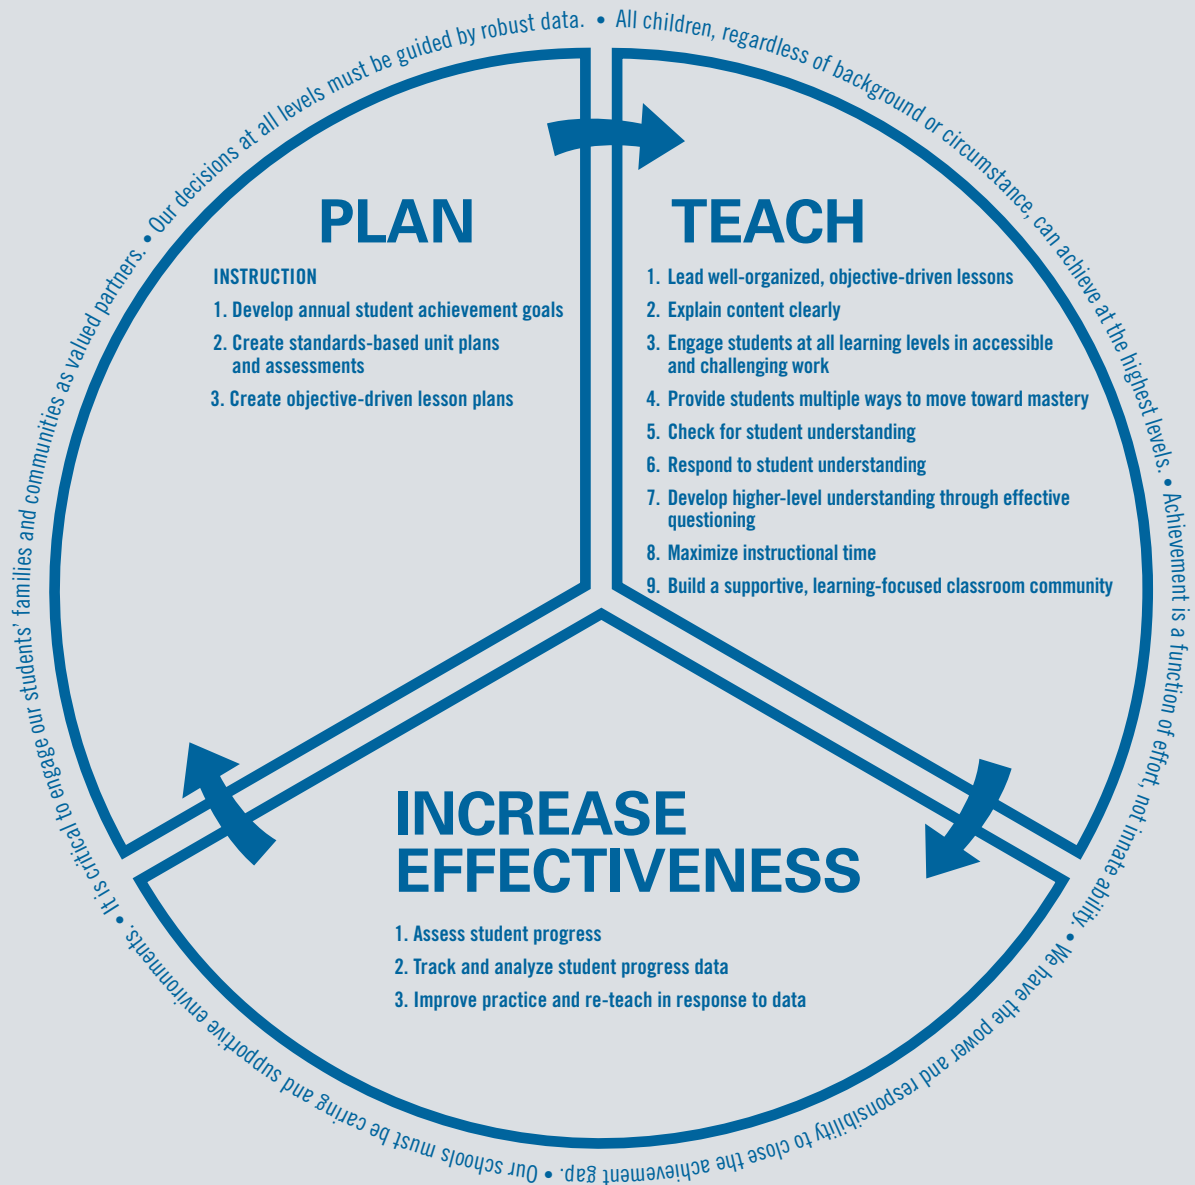 All children, regardless of background or circumstance, can achieve at the highest levels. • Achievement is a function of effort, not innate ability. • We have the power and responsibility to close the achievement gap. • Our schools must be caring and supportive environments. • It is critical to engage our students’ families and communities as valued partners. • Our decisions at all levels must be guided by robust data. •
PLAN
INSTRUCTION
1. Develop annual student achievement goals
2. Create standards-based unit plans
and assessments
3. Create objective-driven lesson plans
TEACH
1. Lead well-organized, objective-driven lessons
2. Explain content clearly
3. Engage students at all learning levels in accessible
and challenging work
4. Provide students multiple ways to move toward mastery
5. Check for student understanding
6. Respond to student understanding
7. Develop higher-level understanding through effective
questioning
8. Maximize instructional time
9. Build a supportive, learning-focused classroom community
INCREASE
EFFECTIVENESS
1. Assess student progress
2. Track and analyze student progress data
3. Improve practice and re-teach in response to data